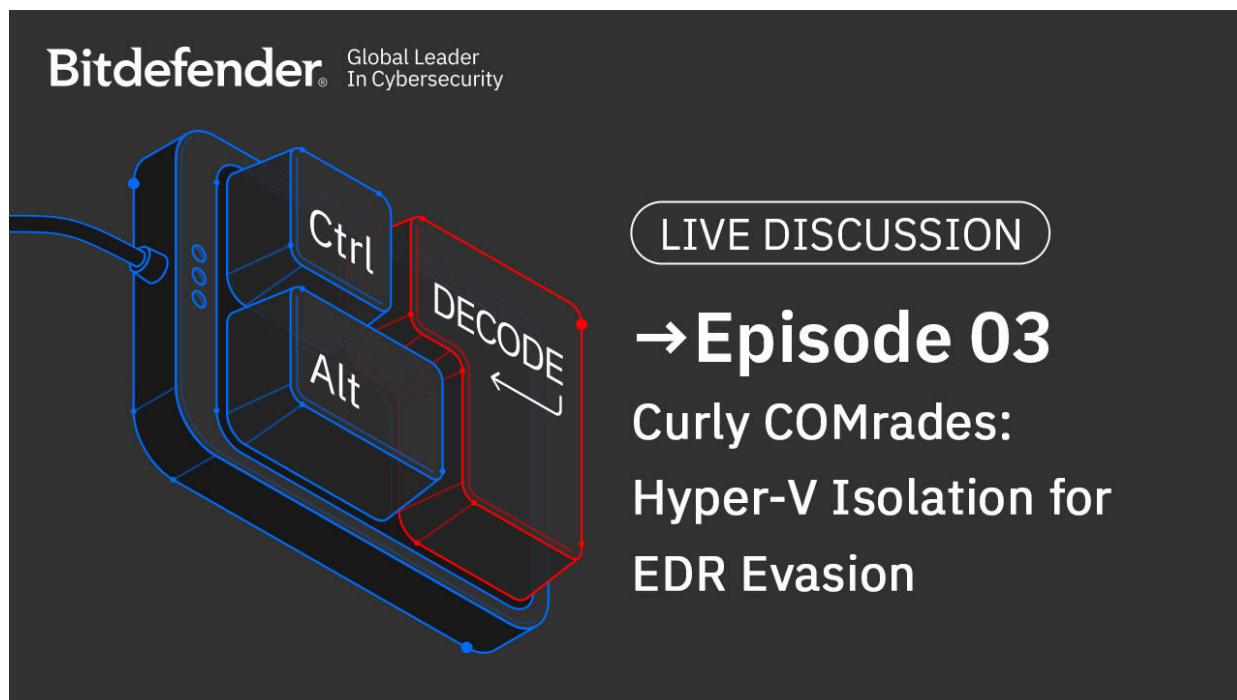 Bitdefender®
Global Leader
In Cybersecurity
Ctrl
Alt
DECODE
LIVE DISCUSSION
→Episode 03
Curly COMrades:
Hyper-V Isolation for
EDR Evasion